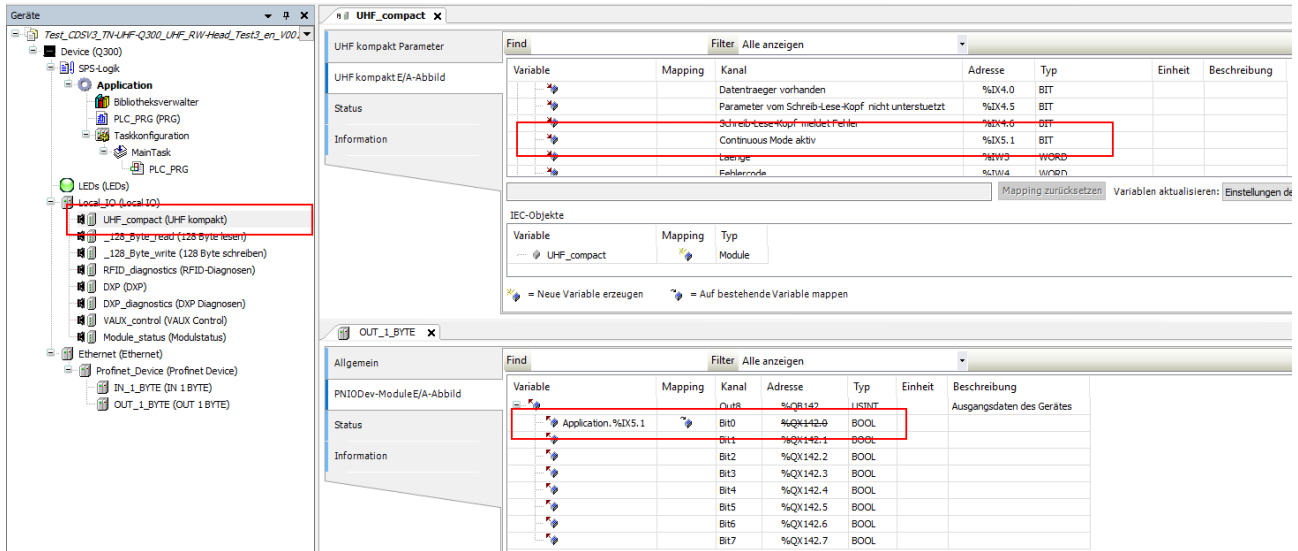 Geräte
Test_CDSV3_TN-UHF-Q300_UHF_RW-Head_Test3_en_V00
Device (Q300)
SPS-Logik
Application
Bibliotheksverwalter
PLC_PRG (PRG)
Taskkonfiguration
MainTask
PLC_PRG
LEDs (LEDs)
Local_IO (Local IO)
UHF_compact (UHF kompakt)
_128_Byte_read (128 Byte lesen)
_128_Byte_write (128 Byte schreiben)
RFID_diagnostics (RFID-Diagnosen)
DXP (DXP)
DXP_diagnostics (DXP Diagnosen)
VAUX_control (VAUX Control)
Module_status (Modulstatus)
Ethernet (Ethernet)
Profinet_Device (Profinet Device)
IN_1_BYTE (IN 1 BYTE)
OUT_1_BYTE (OUT 1 BYTE)
UHF_compact
UHF kompakt Parameter
UHF kompakt E/A-Abbild
Status
Information
Find Filter Alle anzeigen
Variable Mapping Kanal Adresse Typ Einheit Beschreibung
Datentraeger vorhanden %IX4.0 BIT
Parameter vom Schreib-Lese-Kopf nicht unterstuetzt %IX4.5 BIT
Schreib-Lese-Kopf meldet Fehler %IX4.6 BIT
Continuous Mode aktiv %IX5.1 BIT
Laenge %IW3 WORD
Fehlercode %IW4 WORD
Mapping zurücksetzen Variablen aktualisieren: Einstellungen de
IEC-Objekte
Variable Mapping Typ
UHF_compact Module
= Neue Variable erzeugen = Auf bestehende Variable mappen
OUT_1_BYTE
Allgemein
PNIODev-ModuleE/A-Abbild
Status
Information
Find Filter Alle anzeigen
Variable Mapping Kanal Adresse Typ Einheit Beschreibung
Out8 %QB142 USINT Ausgangsdaten des Gerätes
Application.%IX5.1 Bit0 %QX142.0 BOOL
Bit1 %QX142.1 BOOL
Bit2 %QX142.2 BOOL
Bit3 %QX142.3 BOOL
Bit4 %QX142.4 BOOL
Bit5 %QX142.5 BOOL
Bit6 %QX142.6 BOOL
Bit7 %QX142.7 BOOL